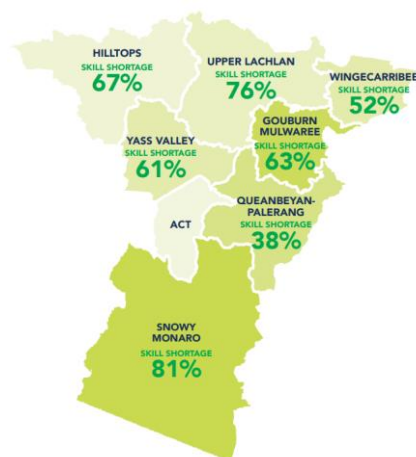 HILLTOPS
SKILL SHORTAGE
67%
UPPER LACHLAN
SKILL SHORTAGE
76%
WINGECARRIBEE
SKILL SHORTAGE
52%
GOUBURN
MULWAREE
SKILL SHORTAGE
63%
YASS VALLEY
SKILL SHORTAGE
61%
QUEANBEYAN-
PALERANG
SKILL SHORTAGE
38%
ACT
SNOWY
MONARO
SKILL SHORTAGE
81%